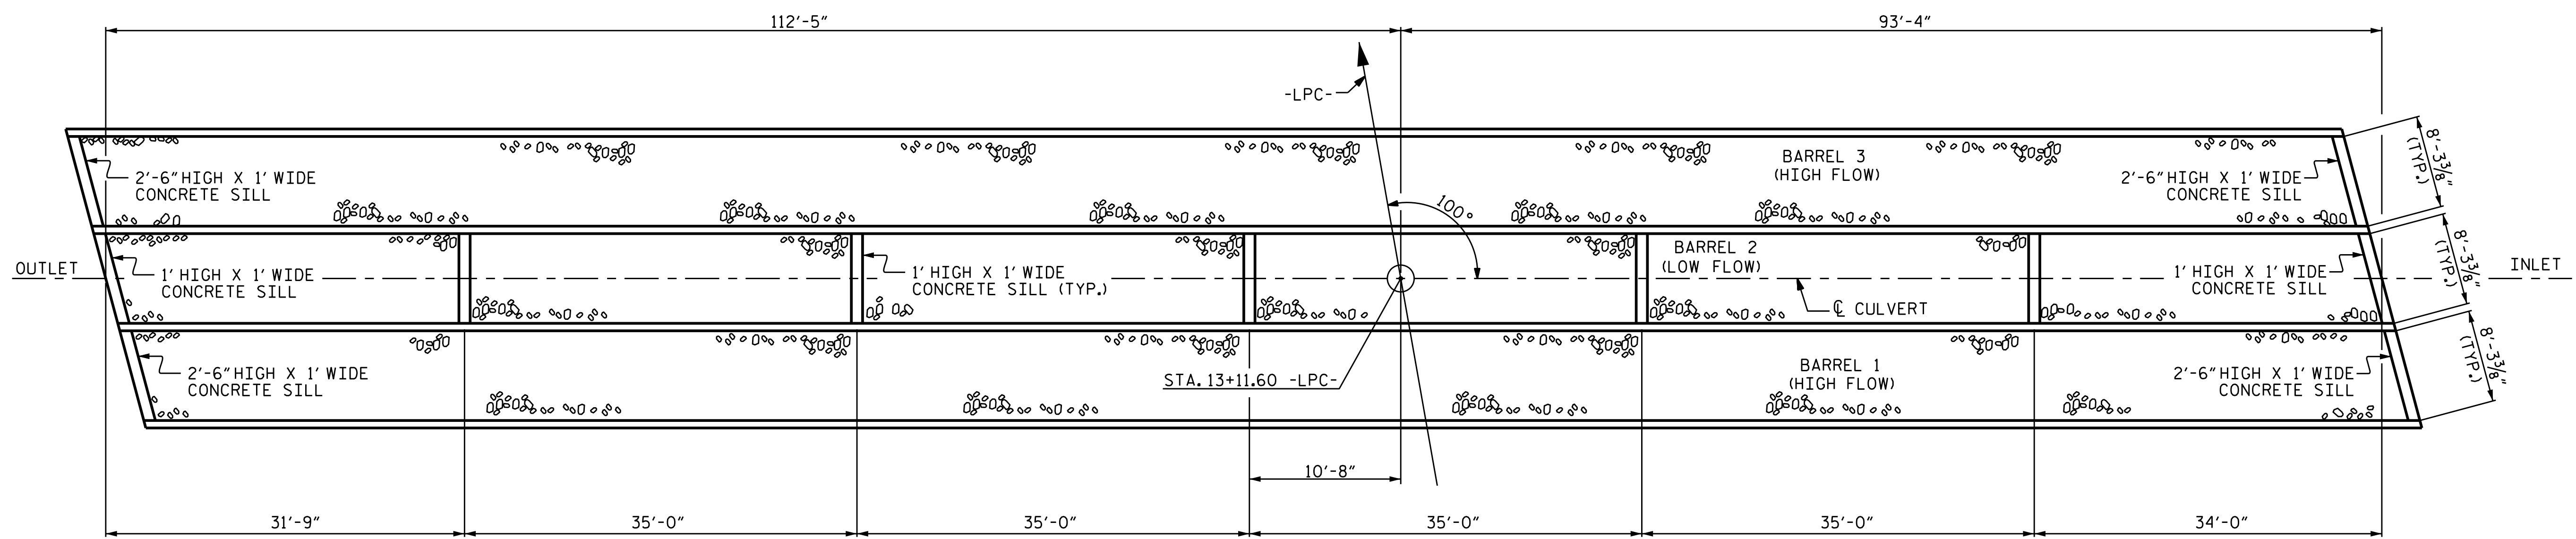 112'-5"
93'-4"
-LPC-
8'-3⅜"
(TYP.)
BARREL 3
(HIGH FLOW)
2'-6" HIGH X 1' WIDE
CONCRETE SILL
2'-6" HIGH X 1' WIDE
CONCRETE SILL
100°
8'-3⅜"
(TYP.)
OUTLET
1' HIGH X 1' WIDE
CONCRETE SILL
1' HIGH X 1' WIDE
CONCRETE SILL (TYP.)
BARREL 2
(LOW FLOW)
1' HIGH X 1' WIDE
CONCRETE SILL
INLET
℄ CULVERT
8'-3⅜"
(TYP.)
2'-6" HIGH X 1' WIDE
CONCRETE SILL
STA. 13+11.60 -LPC-
BARREL 1
(HIGH FLOW)
2'-6" HIGH X 1' WIDE
CONCRETE SILL
10'-8"
31'-9"
35'-0"
35'-0"
35'-0"
35'-0"
34'-0"